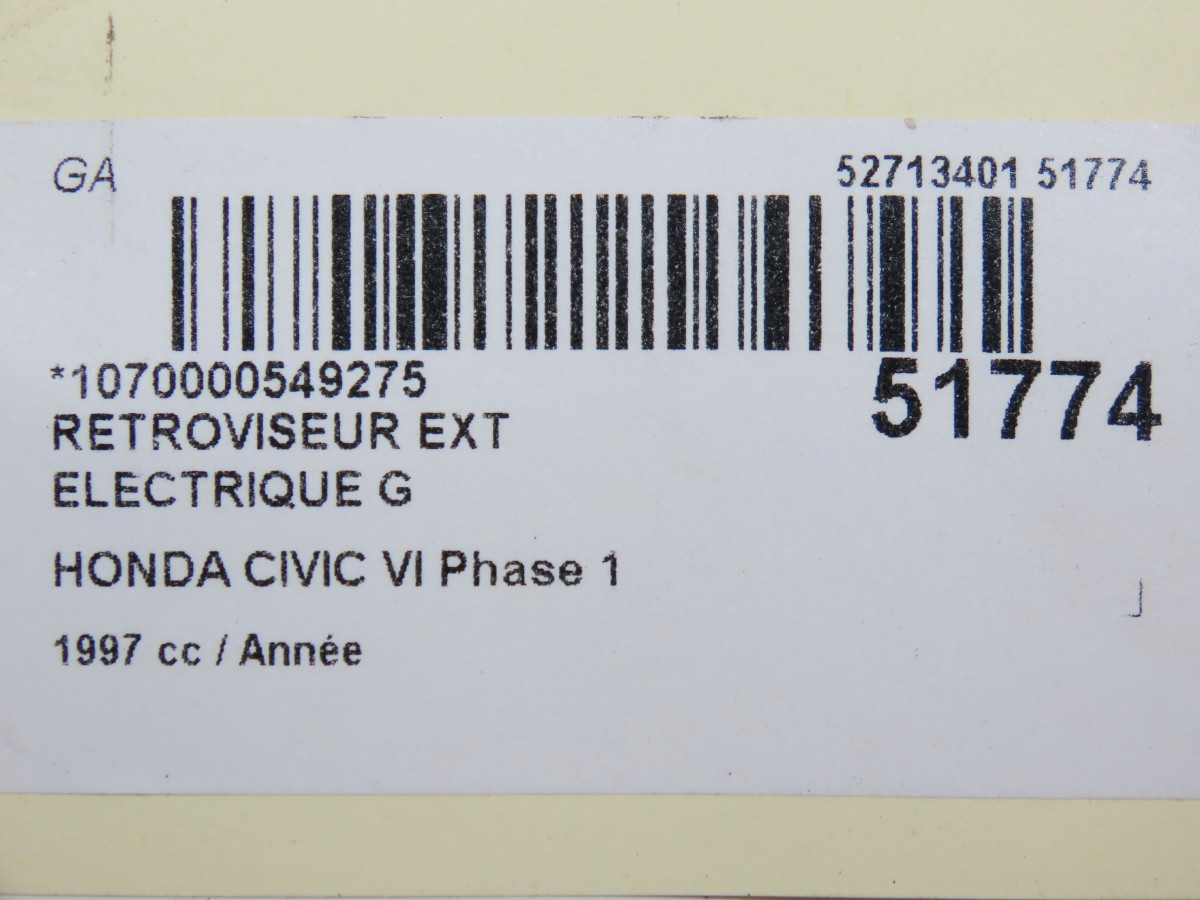 GA
52713401 51774
*1070000549275
51774
RETROVISEUR EXT
ELECTRIQUE G
HONDA CIVIC VI Phase 1
1997 cc / Année